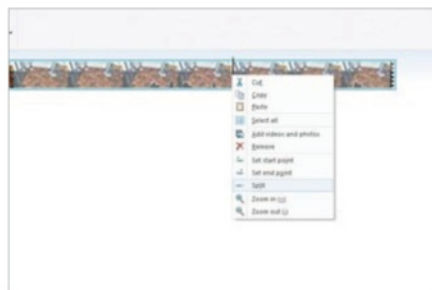 Cut
Copy
Paste
Select all
Add videos and photos
Remove
Set start point
Set end point
Split
Zoom in
Zoom out